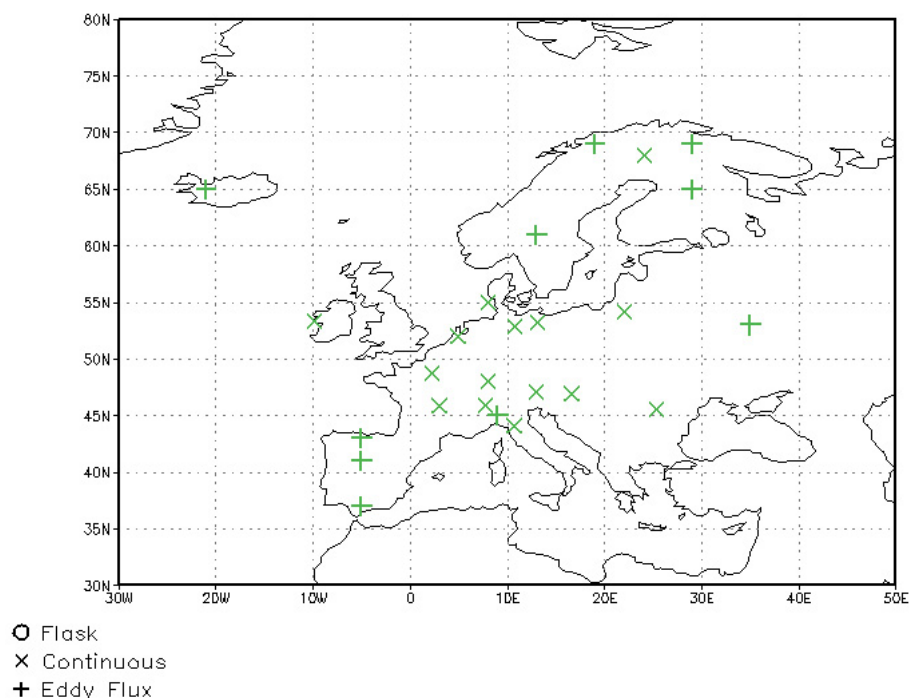 80N
75N
70N
65N
60N
55N
50N
45N
40N
35N
30N
30W 20W 10W 0 10E 20E 30E 40E 50E
Flask
Continuous
Eddy Flux